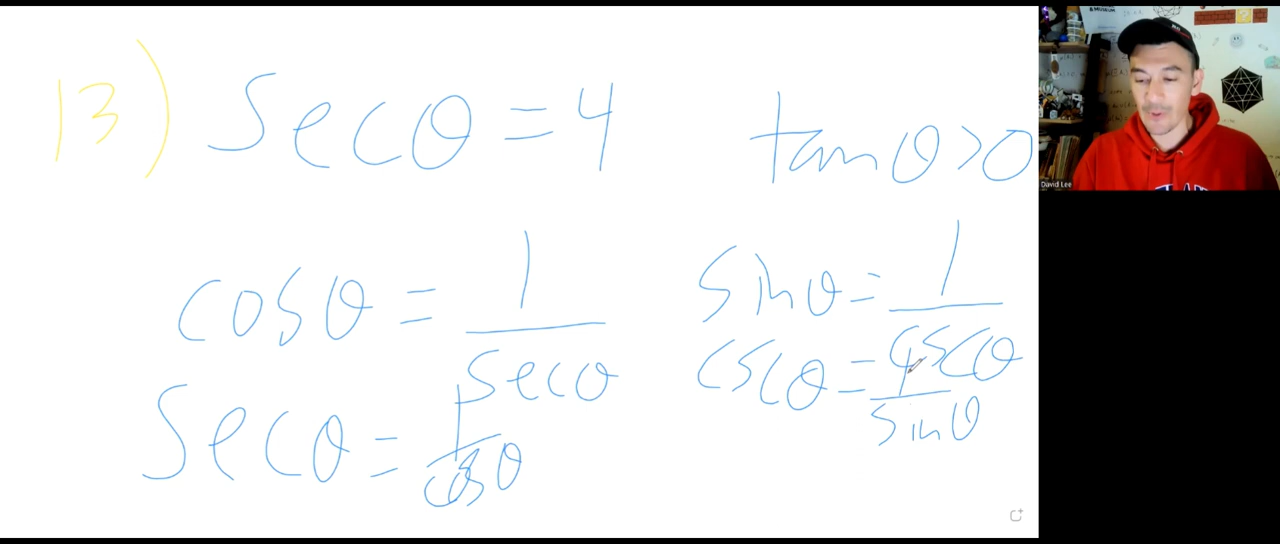 13) Secθ = 4 tanθ > 0
cosθ = 1/secθ sinθ = 1/cscθ
Secθ = 1/cosθ cscθ = 1/sinθ
David Lee